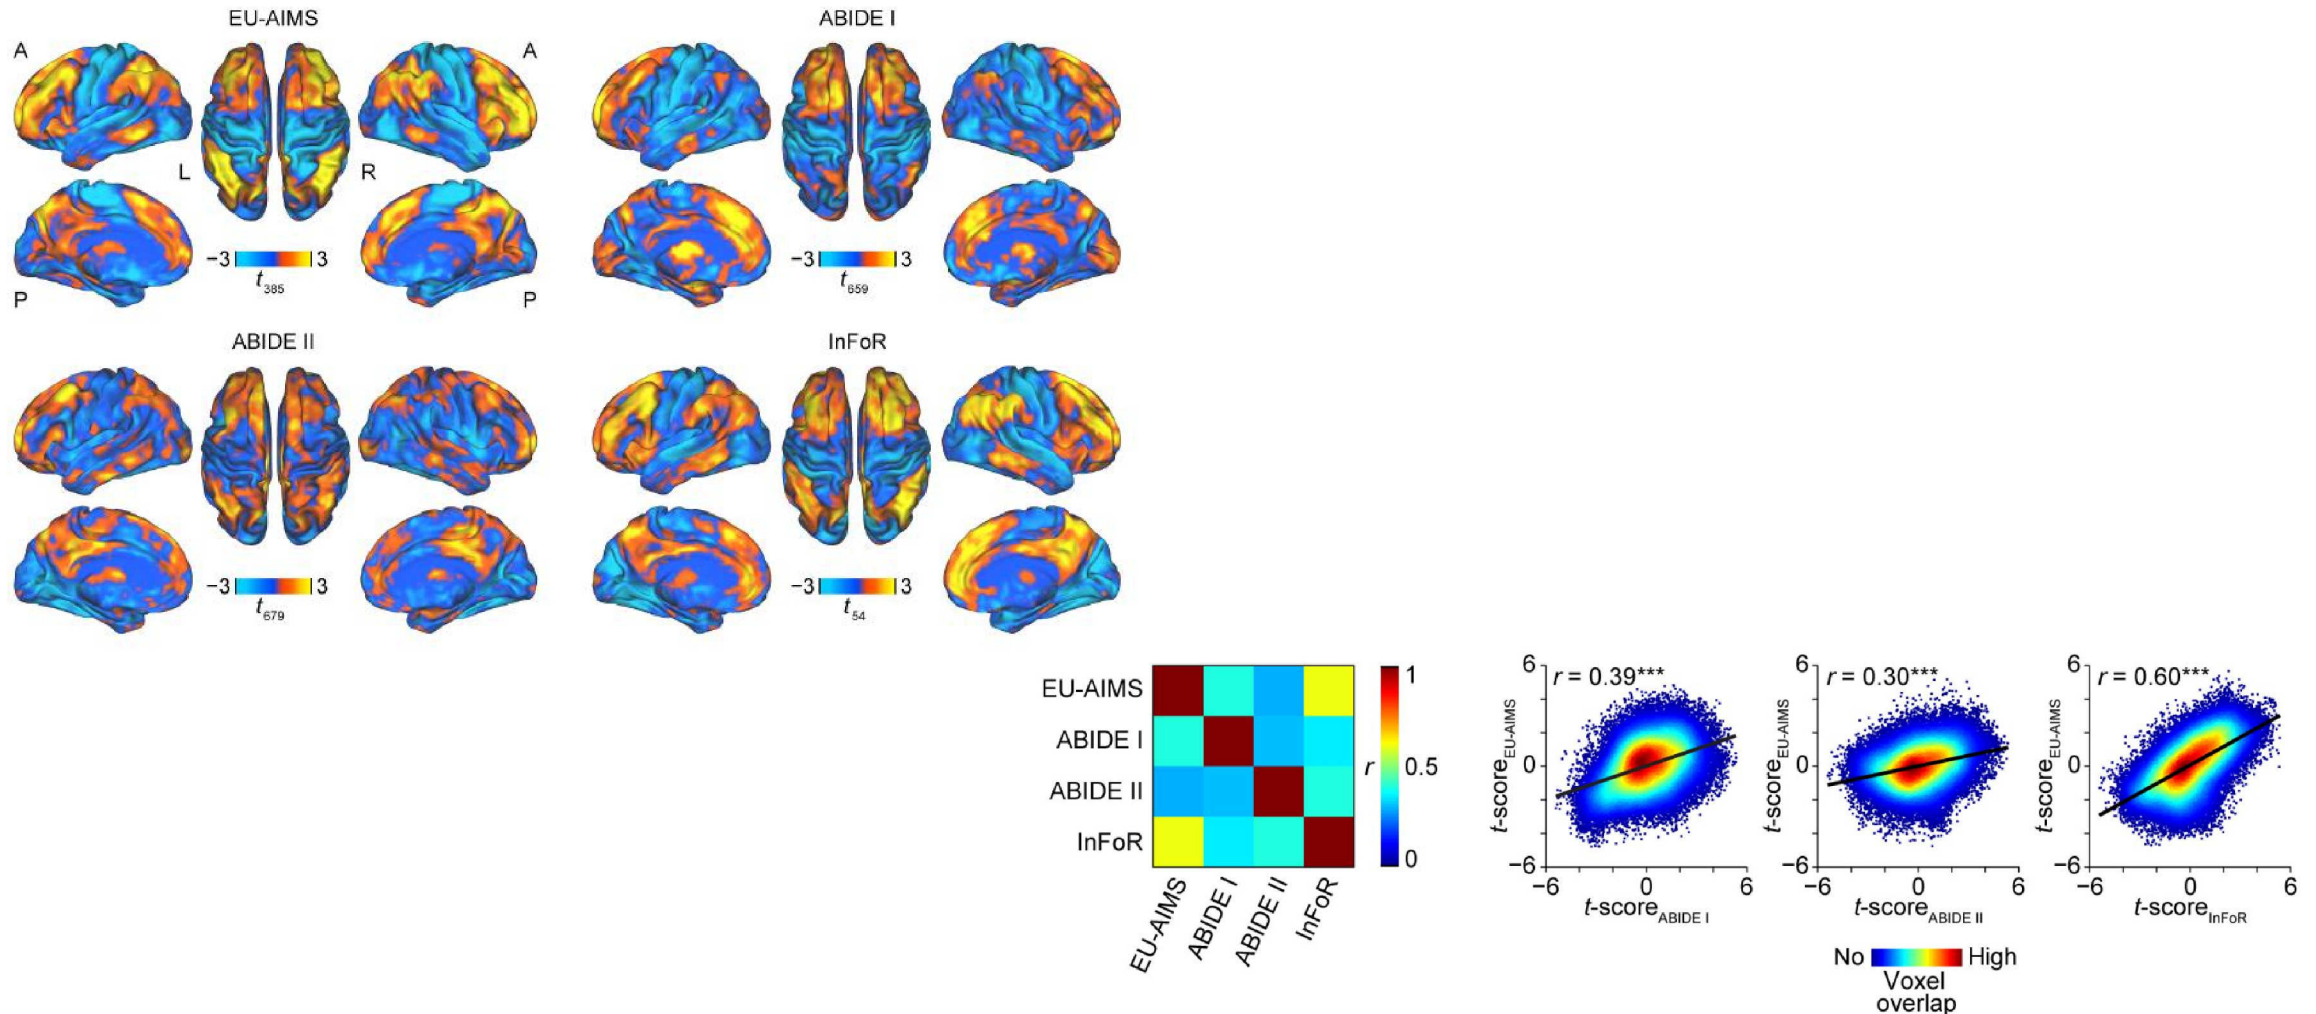 EU-AIMS
A
A
L
R
−3 3
t385
P
P
ABIDE I
−3 3
t659
ABIDE II
−3 3
t679
InFoR
−3 3
t54
EU-AIMS
ABIDE I
ABIDE II
InFoR
EU-AIMS
ABIDE I
ABIDE II
InFoR
1
r
0.5
0
6
r = 0.39***
t-scoreEU-AIMS
0
−6
−6 0 6
t-scoreABIDE I
6
r = 0.30***
t-scoreEU-AIMS
0
−6
−6 0 6
t-scoreABIDE II
6
r = 0.60***
t-scoreEU-AIMS
0
−6
−6 0 6
t-scoreInFoR
No High
Voxel
overlap